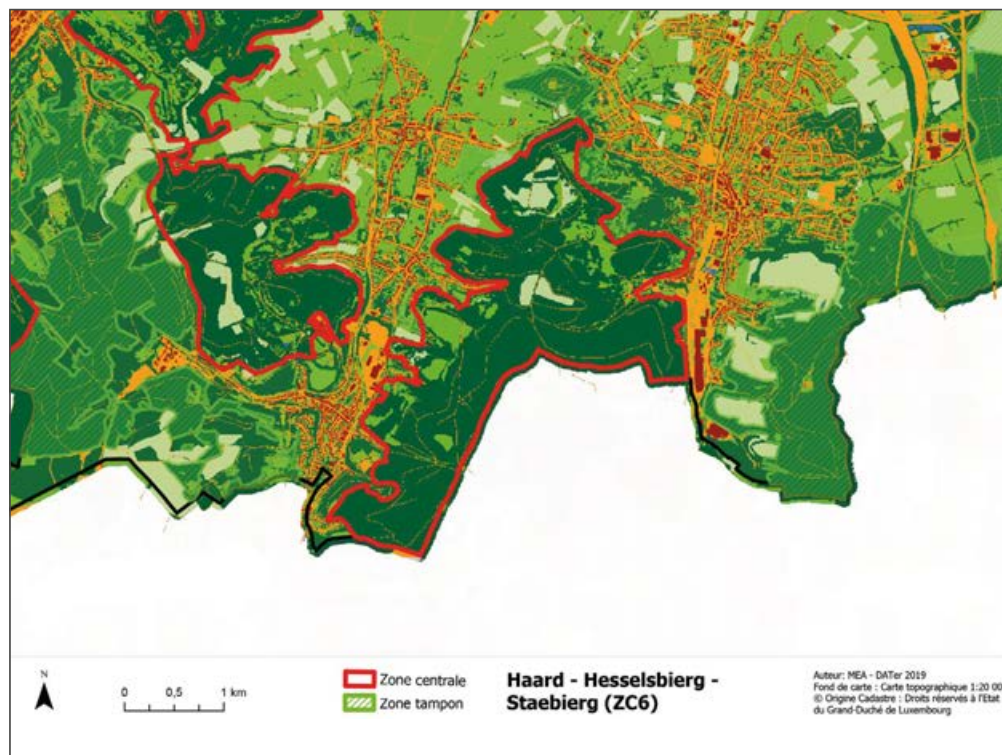 N
0 0,5 1 km
Zone centrale
Zone tampon
Haard - Hesselsbierg -
Staebierg (ZC6)
Auteur: MEA - DATer 2019
Fond de carte : Carte topographique 1:20 00
© Origine Cadastre : Droits réservés à l'Etat
du Grand-Duché de Luxembourg